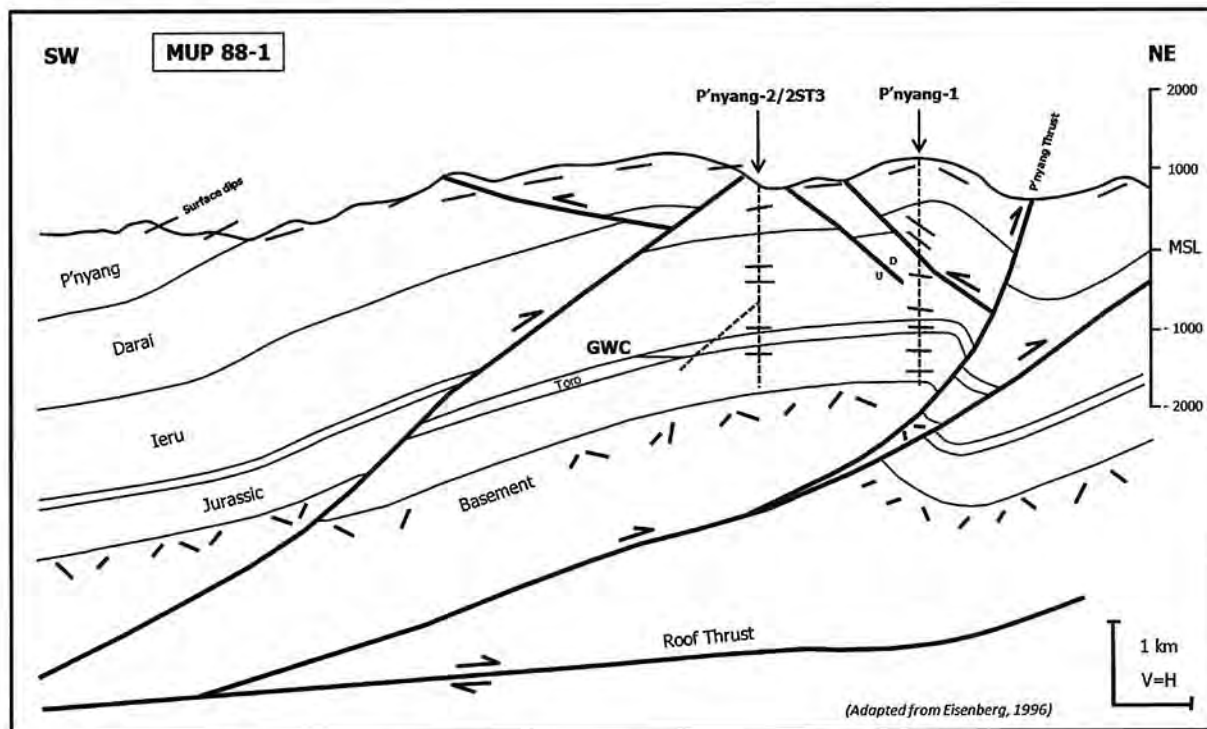 SW
MUP 88-1
NE
P'nyang-2/2ST3
P'nyang-1
P'nyang Thrust
2000
1000
MSL
- 1000
- 2000
Surface dips
P'nyang
Darai
Ieru
Jurassic
Toro
GWC
U
D
Basement
Roof Thrust
1 km
V=H
(Adapted from Eisenberg, 1996)